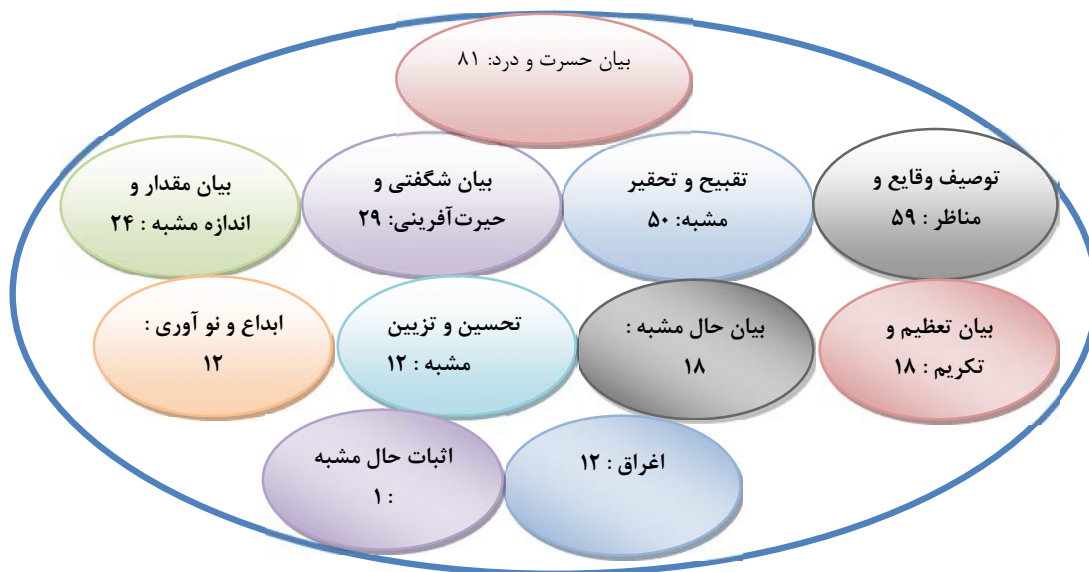 بیان حسرت و درد: ۸۱
توصیف وقایع و
مناظر : ۵۹
تقبیح و تحقیر
مشبه: ۵۰
بیان شگفتی و
حیرت‌آفرینی: ۲۹
بیان مقدار و
اندازه مشبه : ۲۴
بیان تعظیم و
تکریم : ۱۸
بیان حال مشبه :
۱۸
تحسین و تزیین
مشبه : ۱۲
ابداع و نو آوری :
۱۲
اغراق : ۱۲
اثبات حال مشبه
: ۱